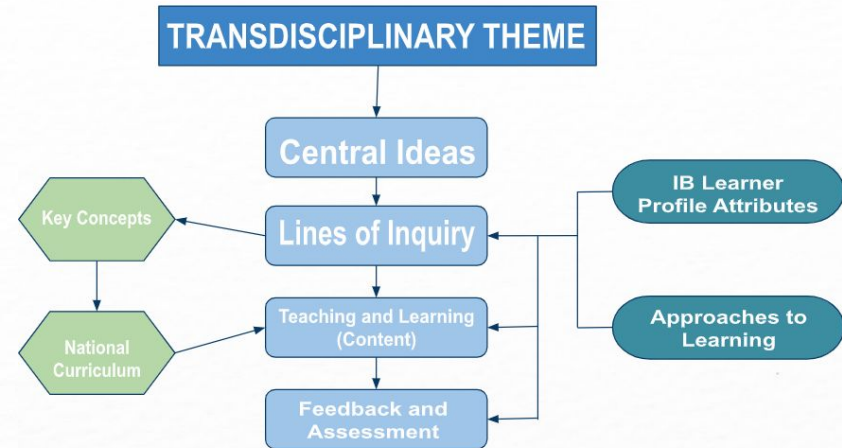 TRANSDISCIPLINARY THEME
Central Ideas
Lines of Inquiry
Key Concepts
National
Curriculum
Teaching and Learning
(Content)
Feedback and
Assessment
IB Learner
Profile Attributes
Approaches to
Learning